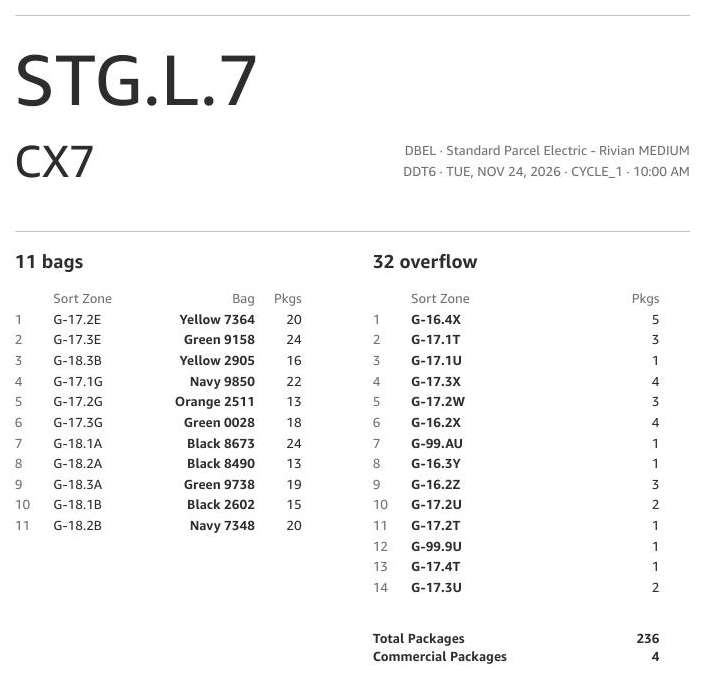 STG.L.7
CX7
DBEL · Standard Parcel Electric - Rivian MEDIUM
DDT6 · TUE, NOV 24, 2026 · CYCLE_1 · 10:00 AM
11 bags
Sort Zone Bag Pkgs
1 G-17.2E Yellow 7364 20
2 G-17.3E Green 9158 24
3 G-18.3B Yellow 2905 16
4 G-17.1G Navy 9850 22
5 G-17.2G Orange 2511 13
6 G-17.3G Green 0028 18
7 G-18.1A Black 8673 24
8 G-18.2A Black 8490 13
9 G-18.3A Green 9738 19
10 G-18.1B Black 2602 15
11 G-18.2B Navy 7348 20
32 overflow
Sort Zone Pkgs
1 G-16.4X 5
2 G-17.1T 3
3 G-17.1U 1
4 G-17.3X 4
5 G-17.2W 3
6 G-16.2X 4
7 G-99.AU 1
8 G-16.3Y 1
9 G-16.2Z 3
10 G-17.2U 2
11 G-17.2T 1
12 G-99.9U 1
13 G-17.4T 1
14 G-17.3U 2
Total Packages 236
Commercial Packages 4